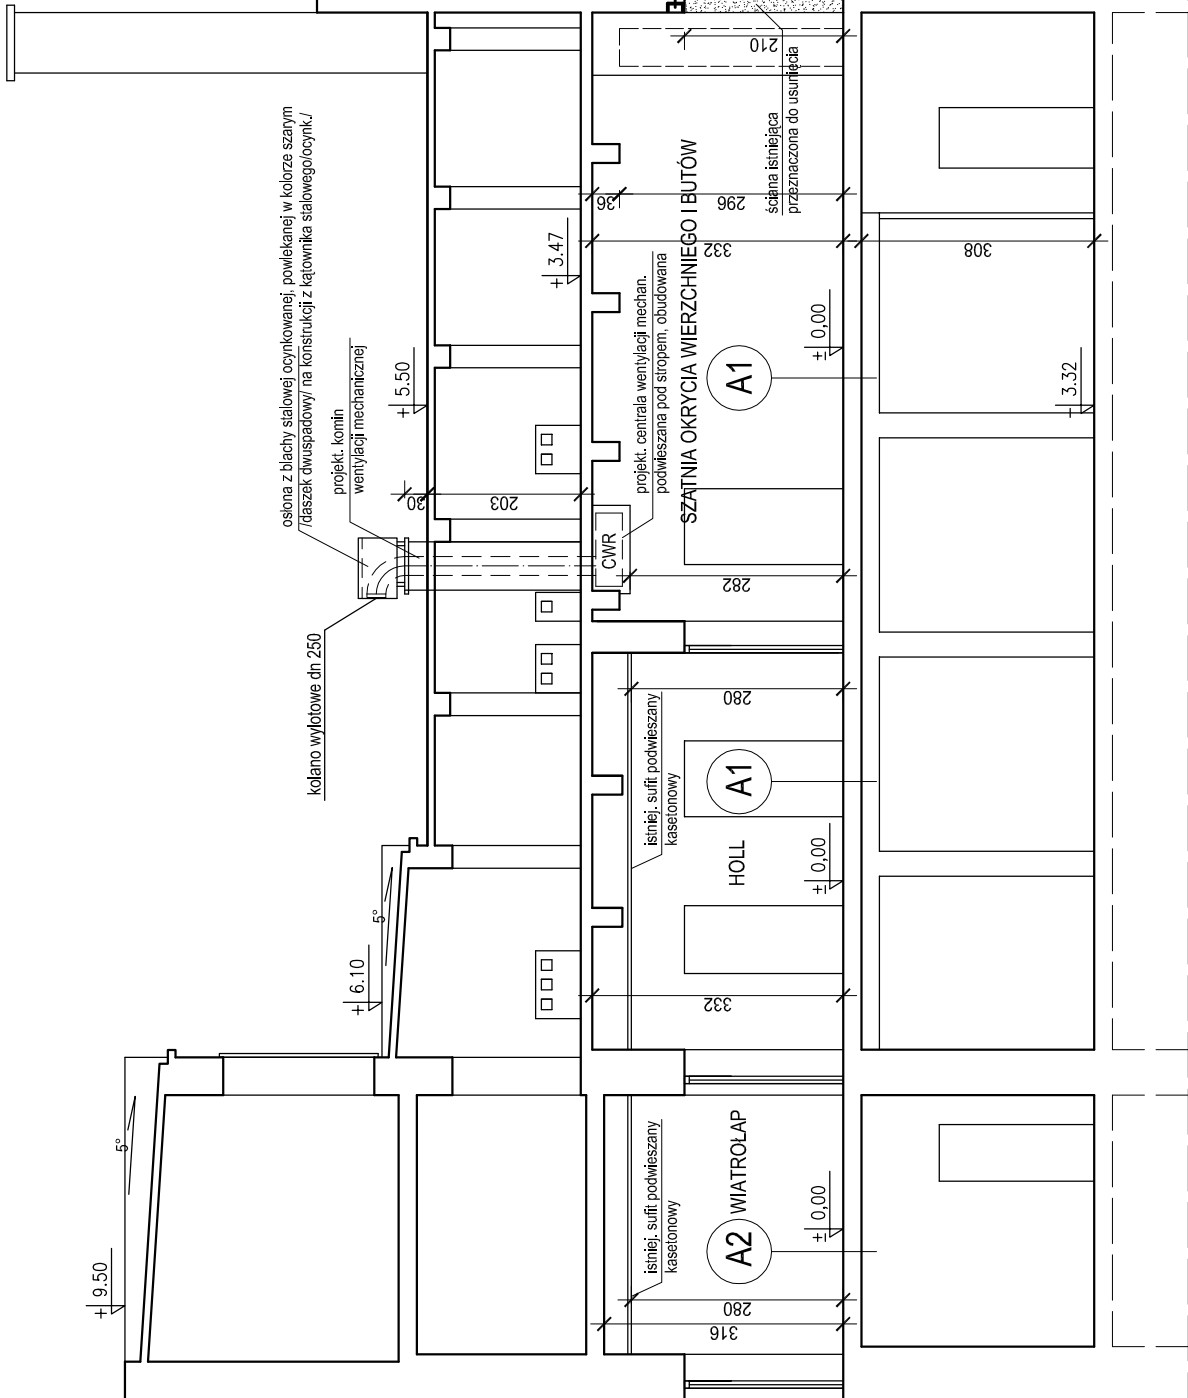 osłona z blachy stalowej ocynkowanej, powlekanej w kolorze szarym
/daszek dwuspadowy/ na konstrukcji z kątownika stalowego/ocynk./
projekt. komin
wentylacji mechanicznej
kolano wylotowe dn 250
+ 9.50
5°
+ 6.10
5°
+ 5.50
30
203
+ 3.47
CWR
projekt. centrala wentylacji mechan.
podwieszana pod stropem, obudowana
SZATNIA OKRYCIA WIERZCHNIEGO I BUTÓW
A1
± 0,00
ściana istniejąca
przeznaczona do usunięcia
210
36
296
332
282
308
+ 3.32
istniej. sufit podwieszany
kasetonowy
280
HOLL
A1
± 0,00
332
istniej. sufit podwieszany
kasetonowy
A2
WIATROŁAP
± 0,00
280
316